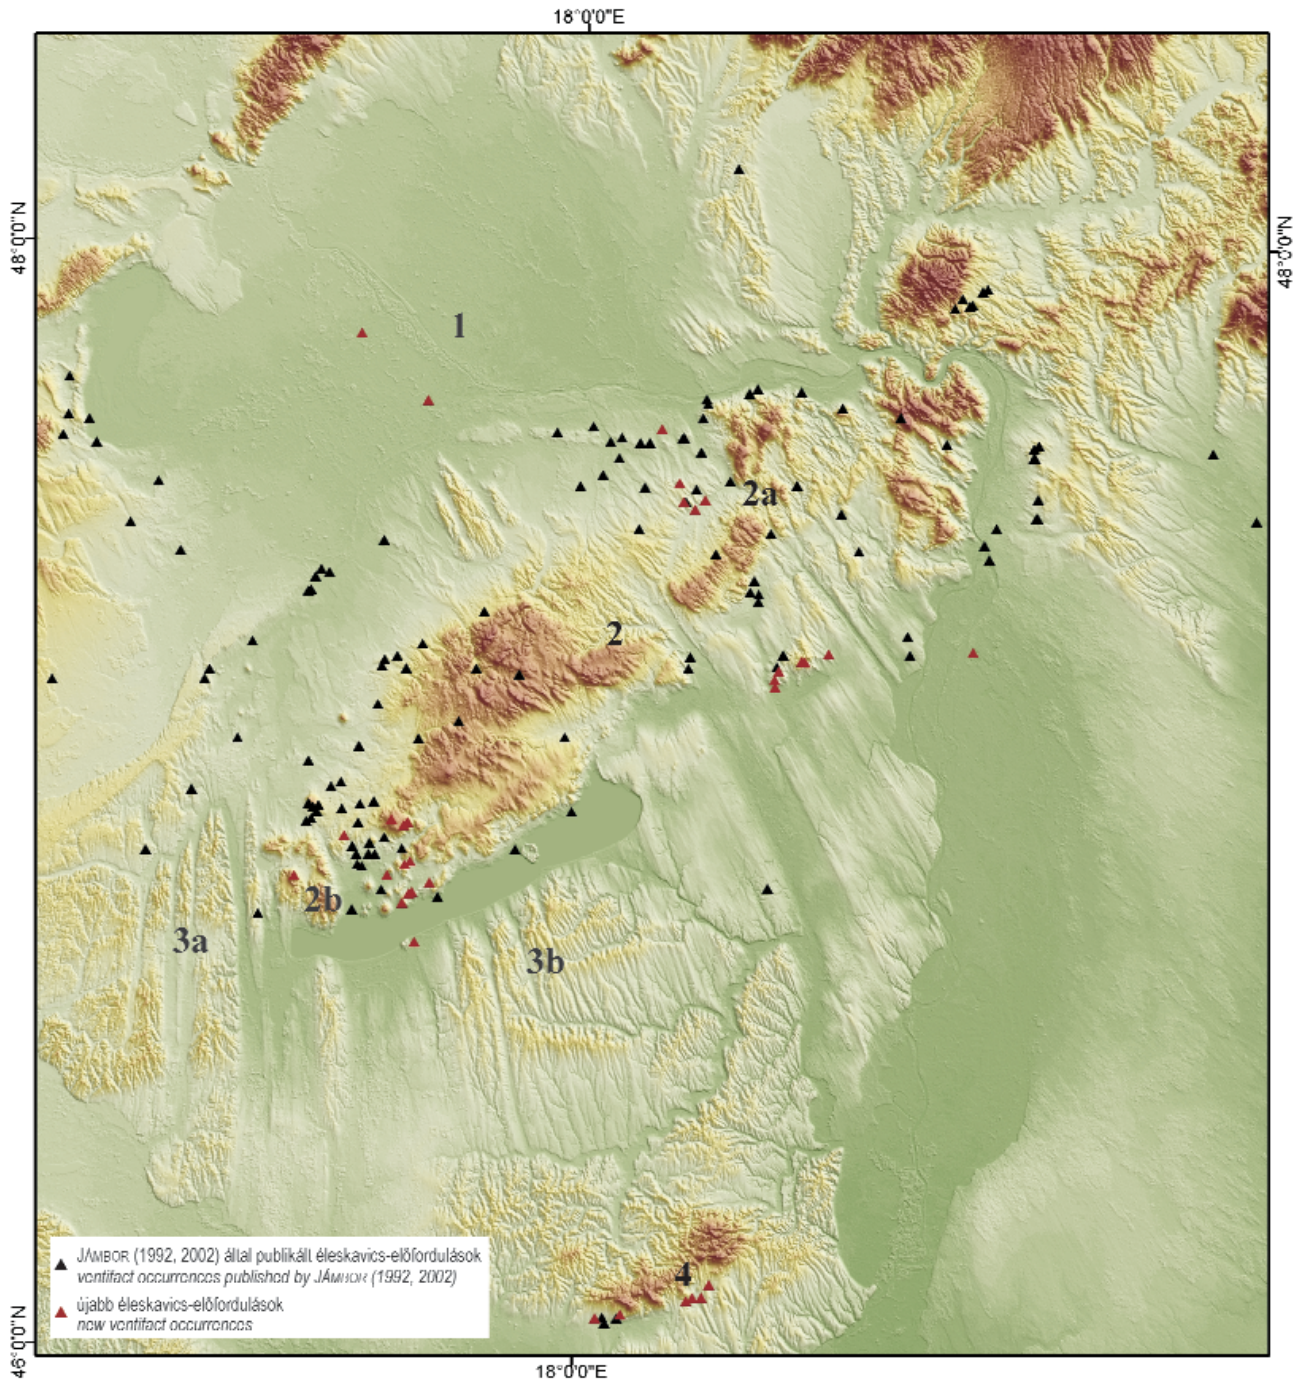 18°0'0"E
48°0'0"N
48°0'0"N
1
2a
2
2b
3a
3b
4
JÁMBOR (1992, 2002) által publikált éleskavics-előfordulások
ventifact occurrences published by JÁMBOR (1992, 2002)
újabb éleskavics-előfordulások
new ventifact occurrences
46°0'0"N
18°0'0"E